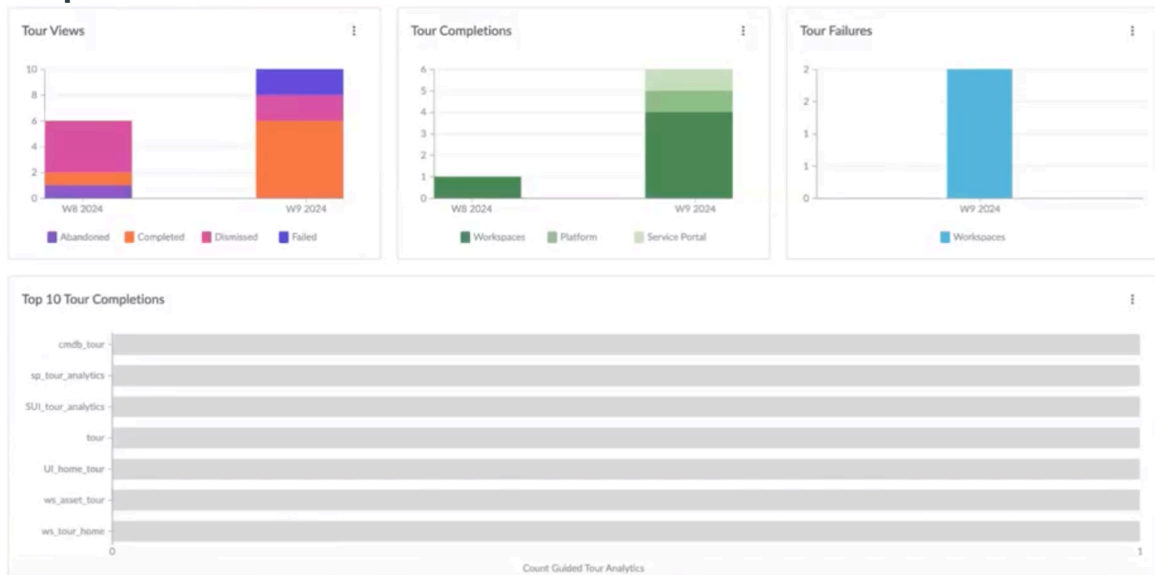 Tour Views
10
8
6
4
2
0
W8 2024
W9 2024
Abandoned
Completed
Dismissed
Failed
Tour Completions
6
5
4
3
2
1
0
W8 2024
W9 2024
Workspaces
Platform
Service Portal
Tour Failures
2
2
1
1
0
W9 2024
Workspaces
Top 10 Tour Completions
cmdb_tour
sp_tour_analytics
SUI_tour_analytics
tour
UI_home_tour
ws_asset_tour
ws_tour_home
0
1
Count Guided Tour Analytics